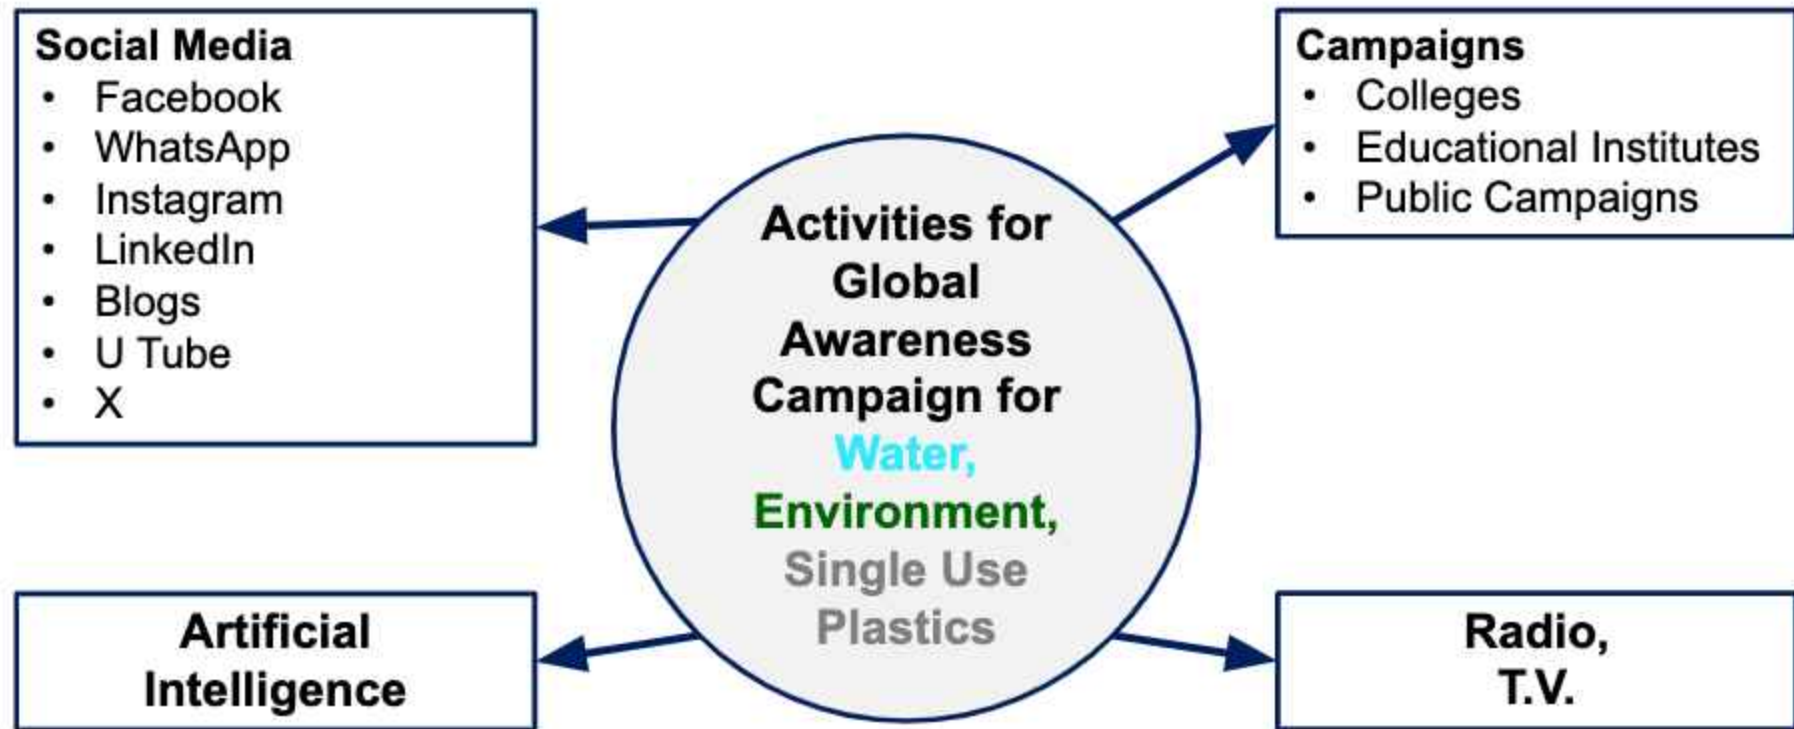 Social Media
• Facebook
• WhatsApp
• Instagram
• LinkedIn
• Blogs
• U Tube
• X
Campaigns
• Colleges
• Educational Institutes
• Public Campaigns
Activities for
Global
Awareness
Campaign for
Water,
Environment,
Single Use
Plastics
Artificial
Intelligence
Radio,
T.V.